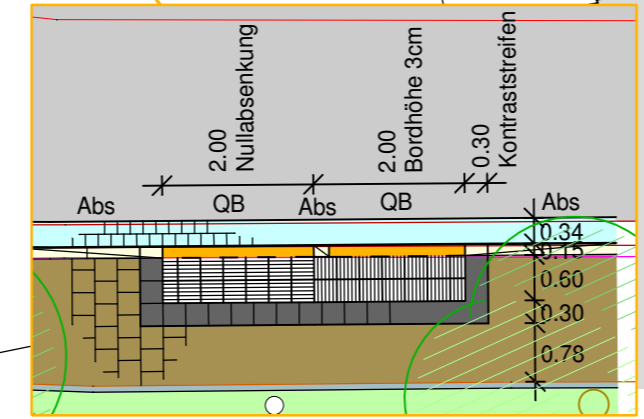 2.00
Nullabsenkung
2.00
Bordhöhe 3cm
0.30
Kontraststreifen
Abs
QB
Abs
QB
Abs
0.34
0.15
0.60
0.30
0.78